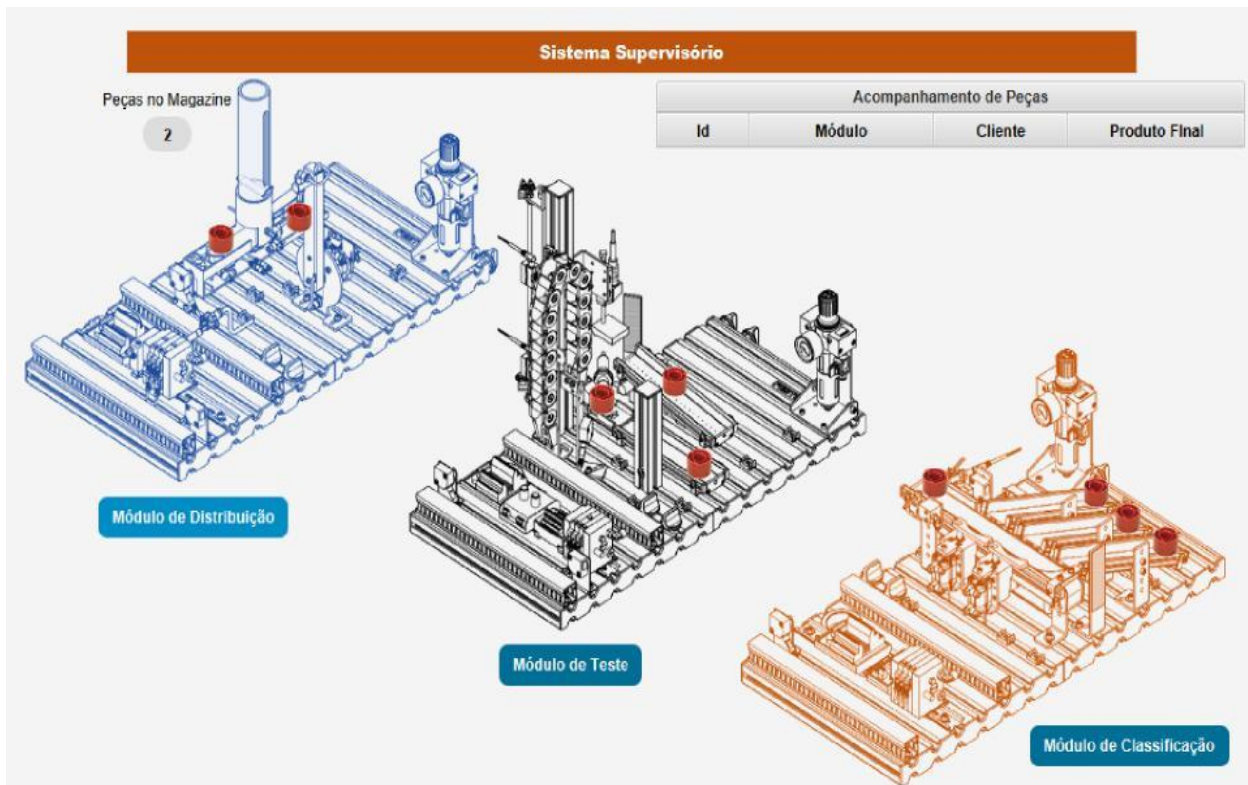 Sistema Supervisório
Peças no Magazine
2
Acompanhamento de Peças
Id Módulo Cliente Produto FInal
Módulo de Distribuição
Módulo de Teste
Módulo de Classificação